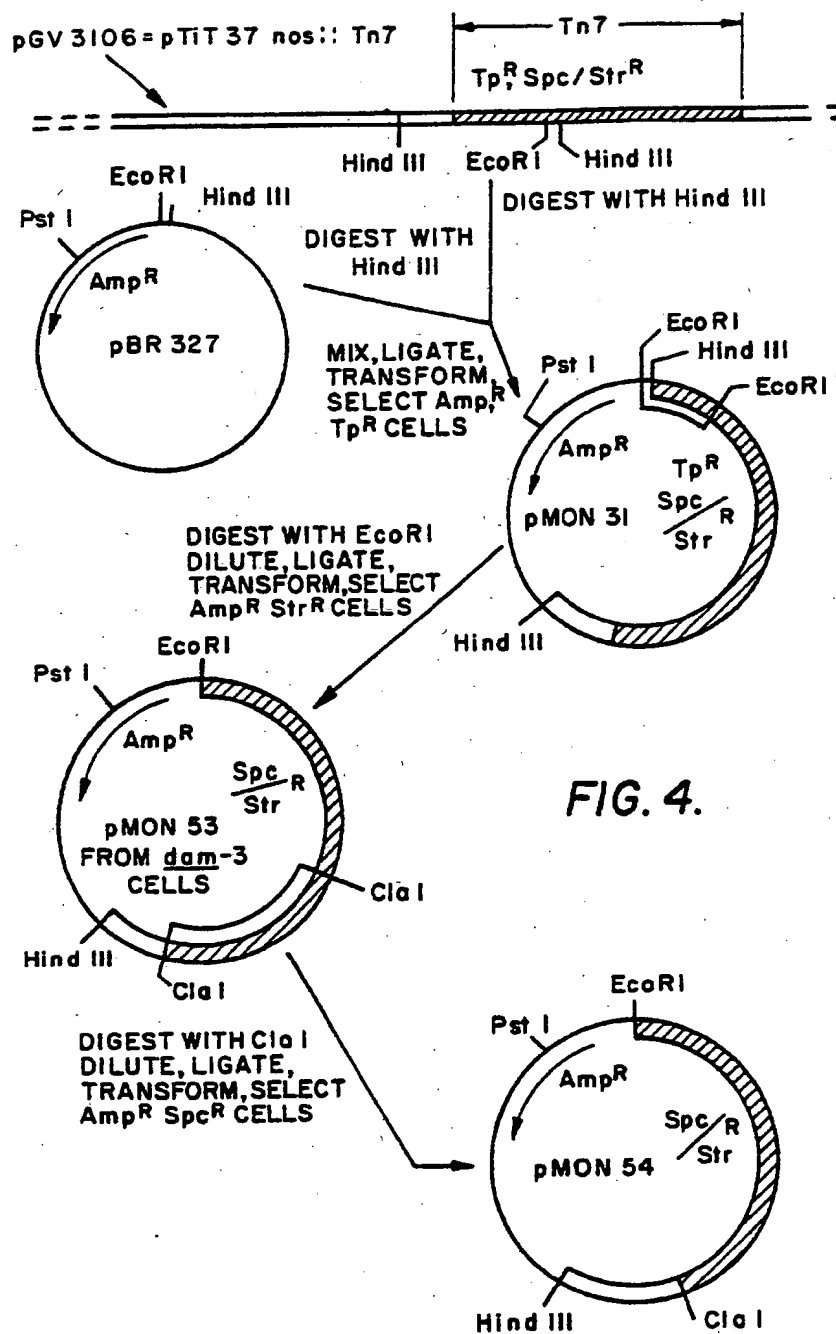 pGV 3106 = pTiT 37 nos:: Tn7
Tn7
Tpᴿ, Spc/Strᴿ
Hind III
EcoRI
Hind III
DIGEST WITH Hind III
EcoRI
Hind III
Pst I
Ampᴿ
pBR 327
DIGEST WITH
Hind III
MIX, LIGATE,
TRANSFORM,
SELECT Amp,ᴿ
Tpᴿ CELLS
EcoRI
Hind III
EcoRI
Pst I
Ampᴿ
Tpᴿ
Spc
/ R
Str
pMON 31
Hind III
DIGEST WITH EcoRI
DILUTE, LIGATE,
TRANSFORM, SELECT
Ampᴿ Strᴿ CELLS
EcoRI
Pst I
Ampᴿ
Spc
/ R
Str
pMON 53
FROM dam-3
CELLS
Cla I
Hind III
Cla I
FIG. 4.
DIGEST WITH Cla I
DILUTE, LIGATE,
TRANSFORM, SELECT
Ampᴿ Spcᴿ CELLS
EcoRI
Pst I
Ampᴿ
Spc
/ R
Str
pMON 54
Hind III
Cla I